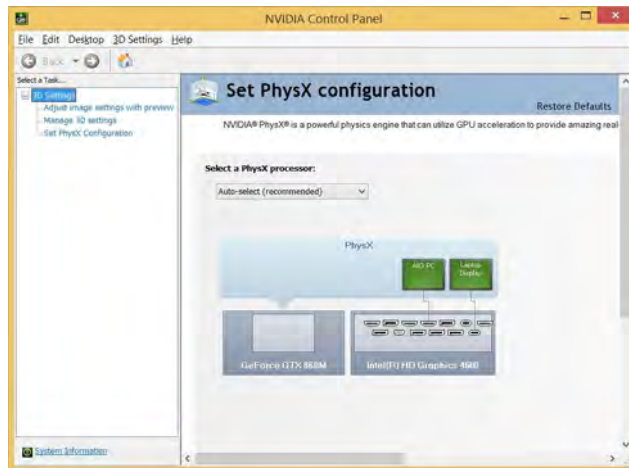 NVIDIA Control Panel
File Edit Desktop 3D Settings Help
Back
Select a Task...
3D Settings
Adjust image settings with preview
Manage 3D settings
Set PhysX Configuration
Set PhysX configuration
Restore Defaults
NVIDIA® PhysX® is a powerful physics engine that can utilize GPU acceleration to provide amazing real
Select a PhysX processor:
Auto-select (recommended)
PhysX
AIO PC
Laptop
Display
GeForce GTX 860M
Intel(R) HD Graphics 4600
System Information